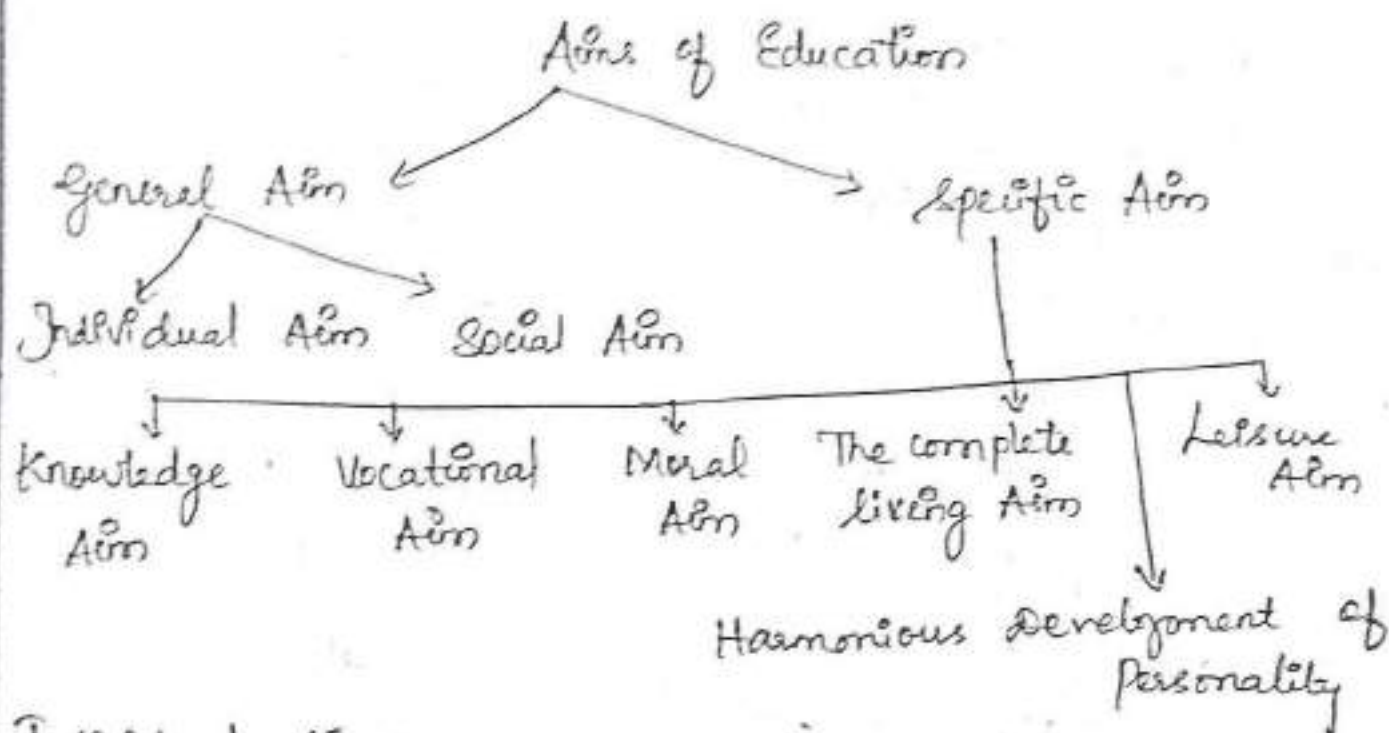 Aims of Education
General Aim Specific Aim
Individual Aim Social Aim
Knowledge Aim
Vocational Aim
Moral Aim
The complete living Aim
Leisure Aim
Harmonious Development of
Personality